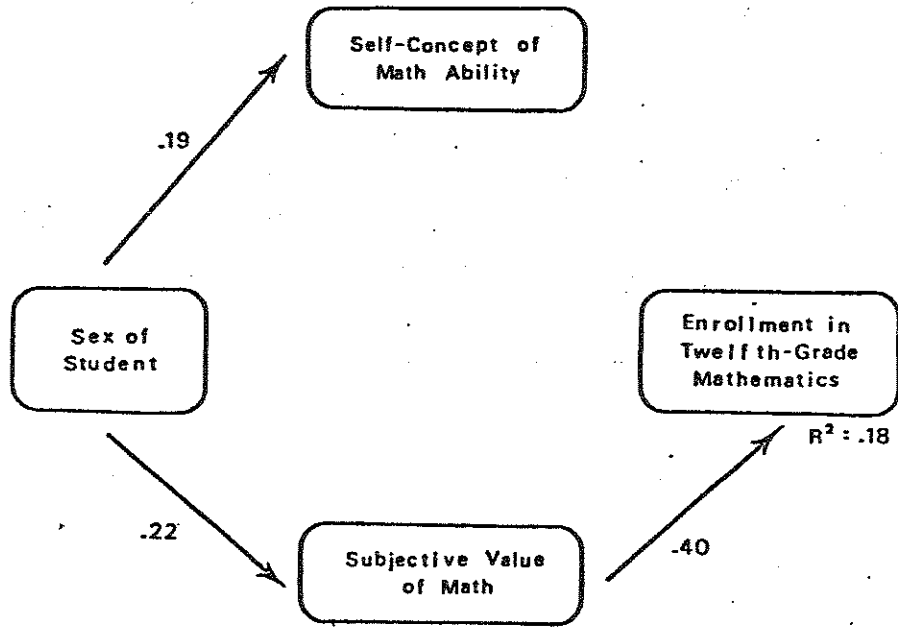 Self-Concept of
Math Ability
.19
Sex of
Student
Enrollment in
Twelfth-Grade
Mathematics
R² = .18
.22
Subjective Value
of Math
.40